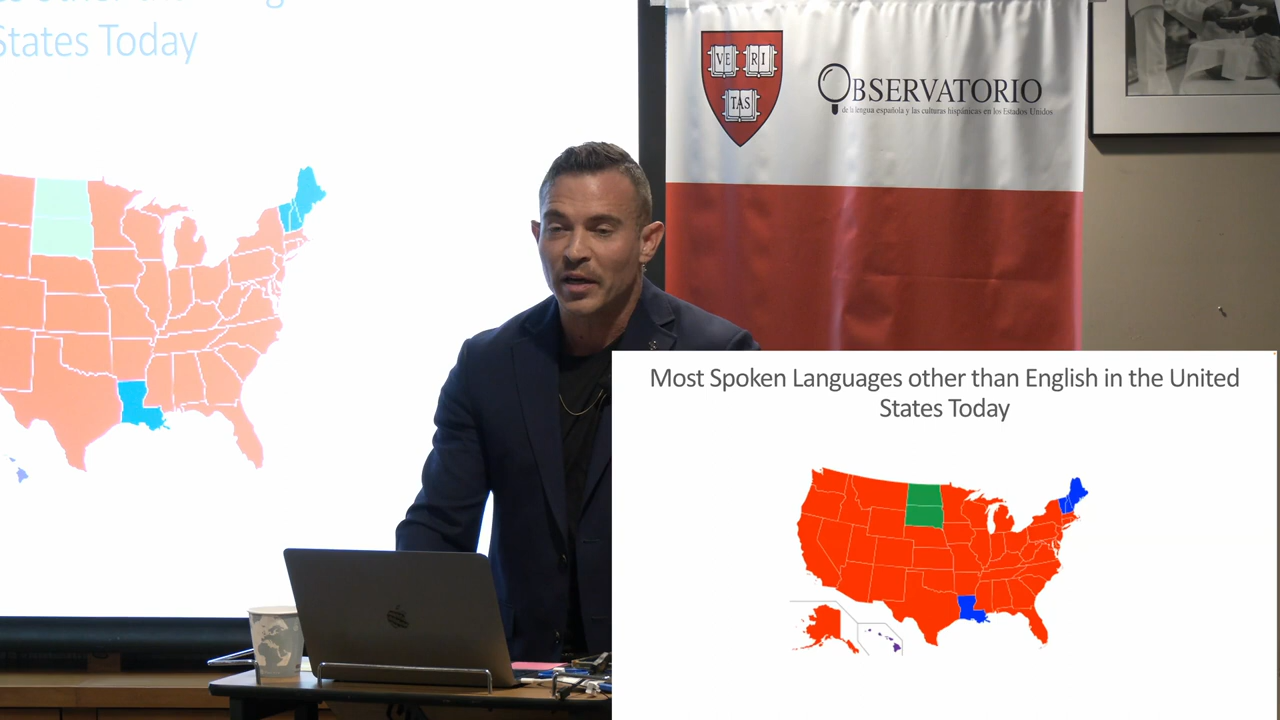 States Today
VE RI
TAS
OBSERVATORIO
de la lengua española y las culturas hispánicas en los Estados Unidos
Most Spoken Languages other than English in the United
States Today